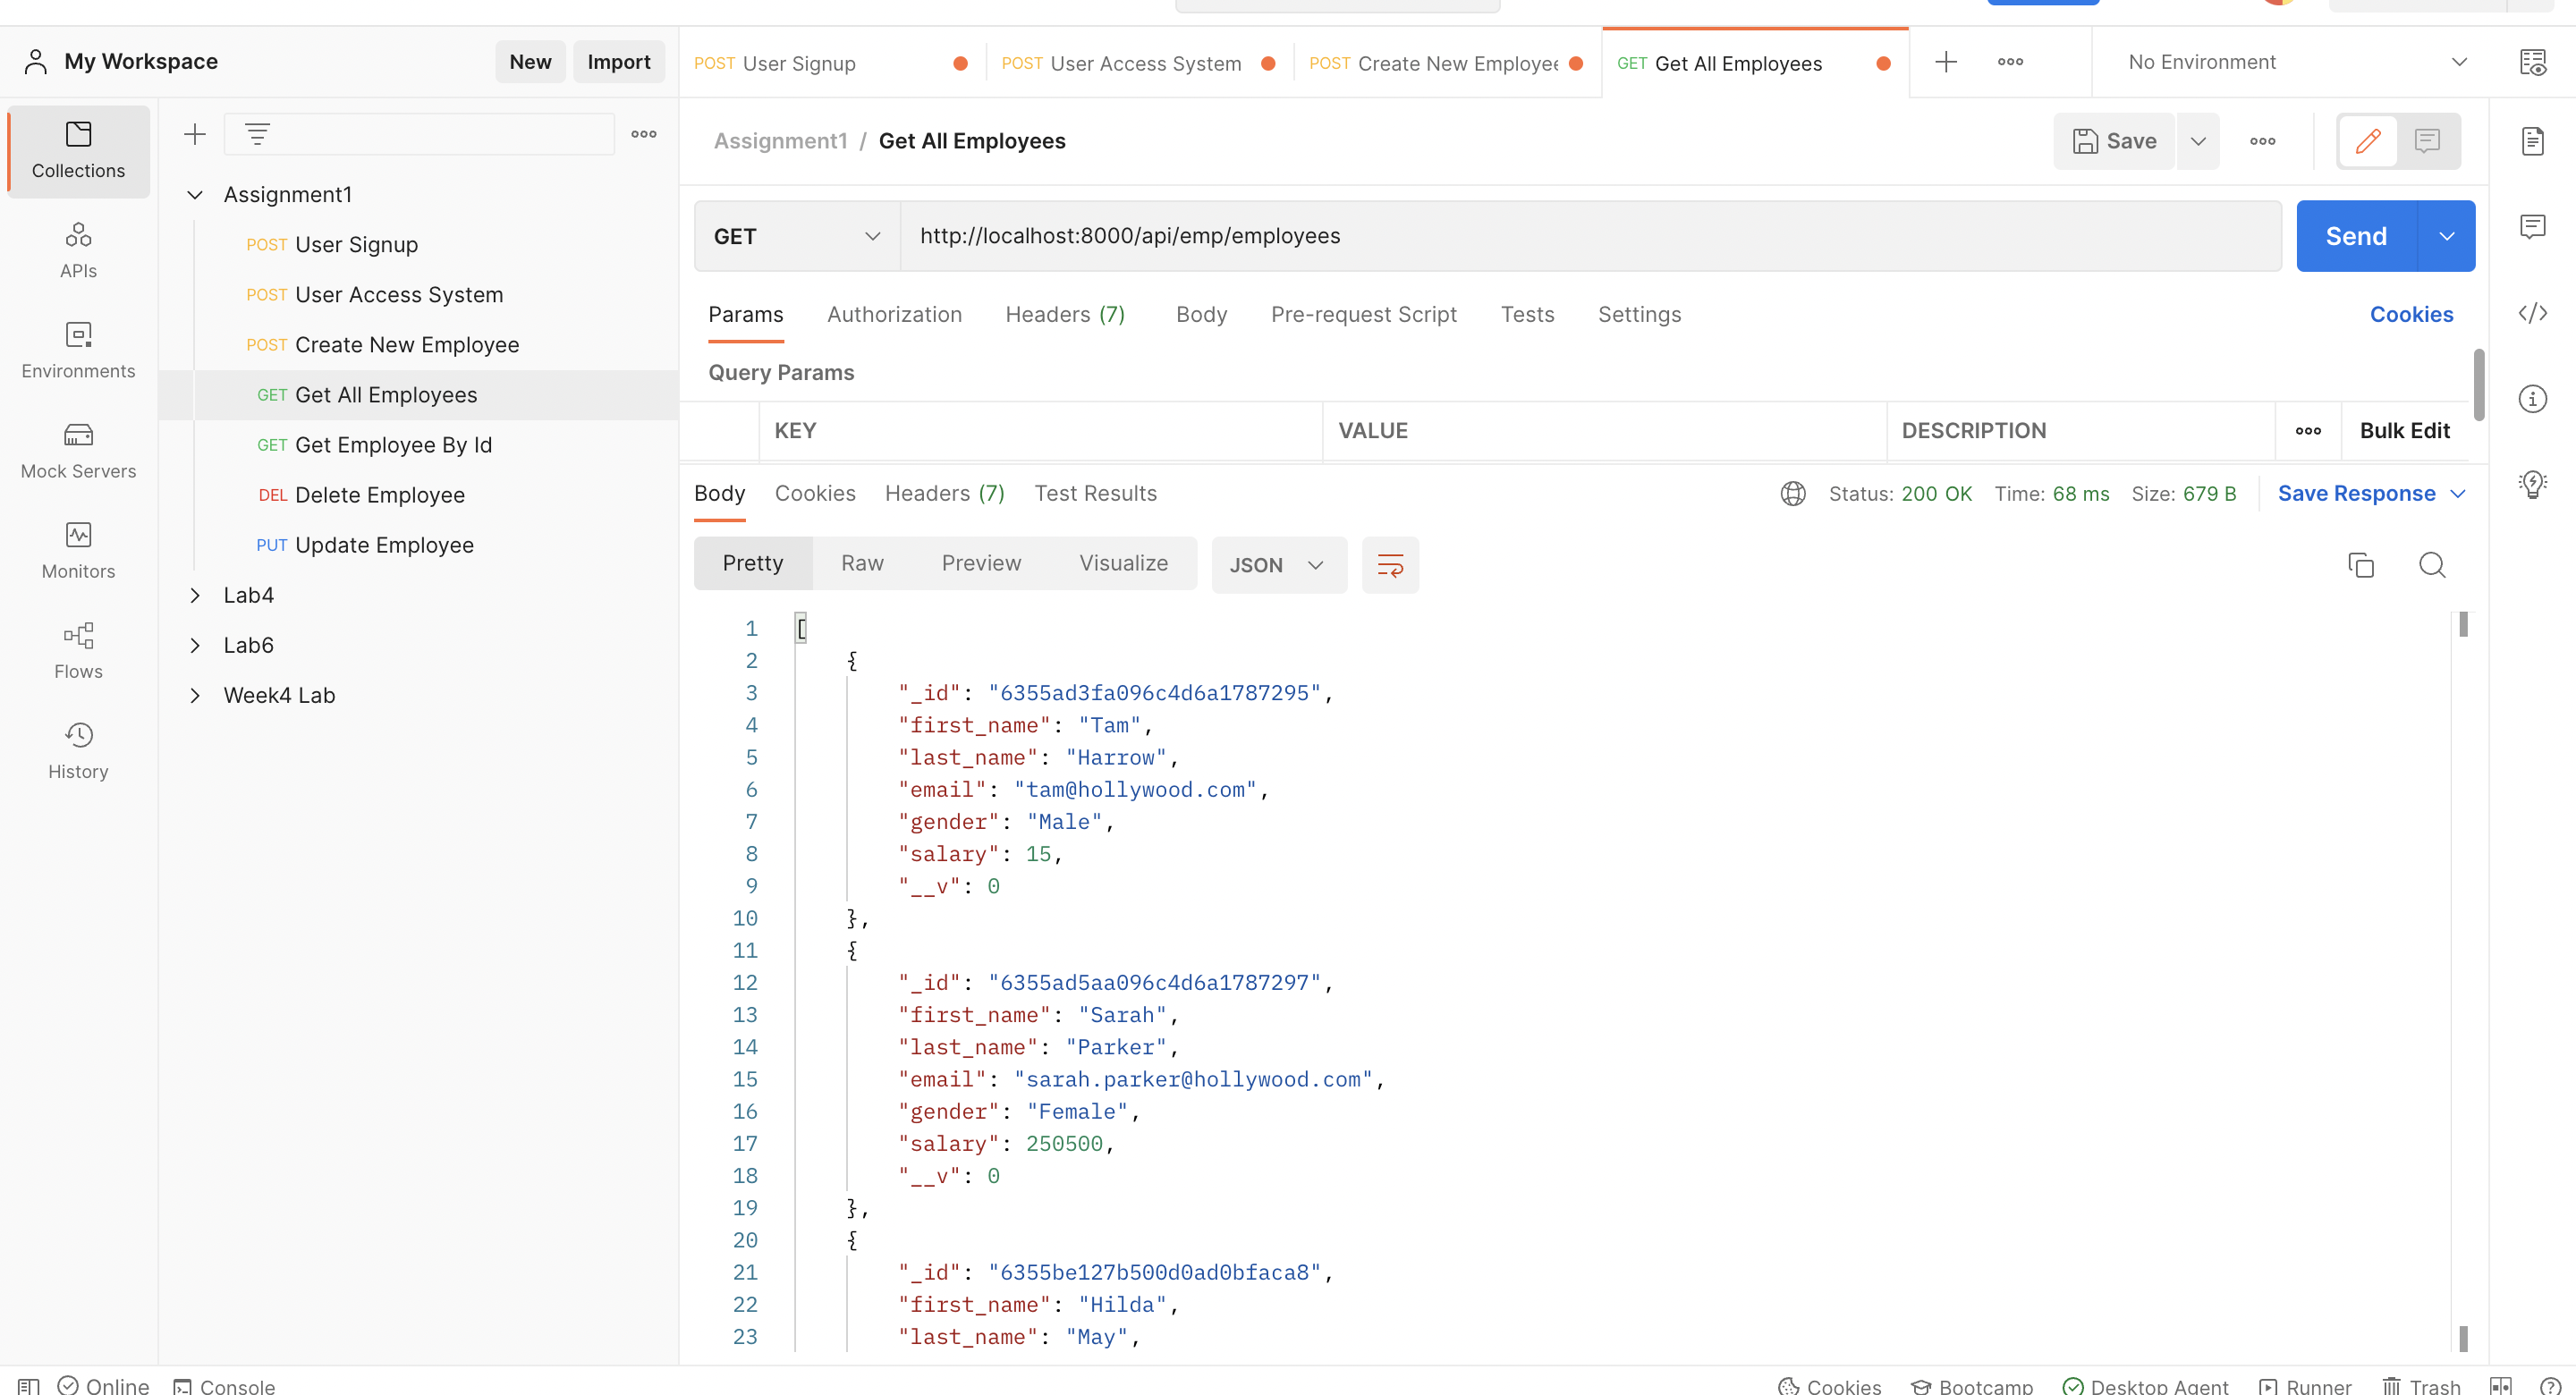 My Workspace
New
Import
POST User Signup
POST User Access System
POST Create New Employee
GET Get All Employees
No Environment
Collections
APIs
Environments
Mock Servers
Monitors
Flows
History
Assignment1
POST User Signup
POST User Access System
POST Create New Employee
GET Get All Employees
GET Get Employee By Id
DEL Delete Employee
PUT Update Employee
Lab4
Lab6
Week4 Lab
Assignment1 / Get All Employees
Save
GET
http://localhost:8000/api/emp/employees
Send
Params Authorization Headers (7) Body Pre-request Script Tests Settings Cookies
Query Params
KEY VALUE DESCRIPTION Bulk Edit
Body Cookies Headers (7) Test Results Status: 200 OK Time: 68 ms Size: 679 B Save Response
Pretty Raw Preview Visualize JSON
1 [
2 {
3 "_id": "6355ad3fa096c4d6a1787295",
4 "first_name": "Tam",
5 "last_name": "Harrow",
6 "email": "tam@hollywood.com",
7 "gender": "Male",
8 "salary": 15,
9 "__v": 0
10 },
11 {
12 "_id": "6355ad5aa096c4d6a1787297",
13 "first_name": "Sarah",
14 "last_name": "Parker",
15 "email": "sarah.parker@hollywood.com",
16 "gender": "Female",
17 "salary": 250500,
18 "__v": 0
19 },
20 {
21 "_id": "6355be127b500d0ad0bfaca8",
22 "first_name": "Hilda",
23 "last_name": "May",
Online Console Cookies Bootcamp Desktop Agent Runner Trash